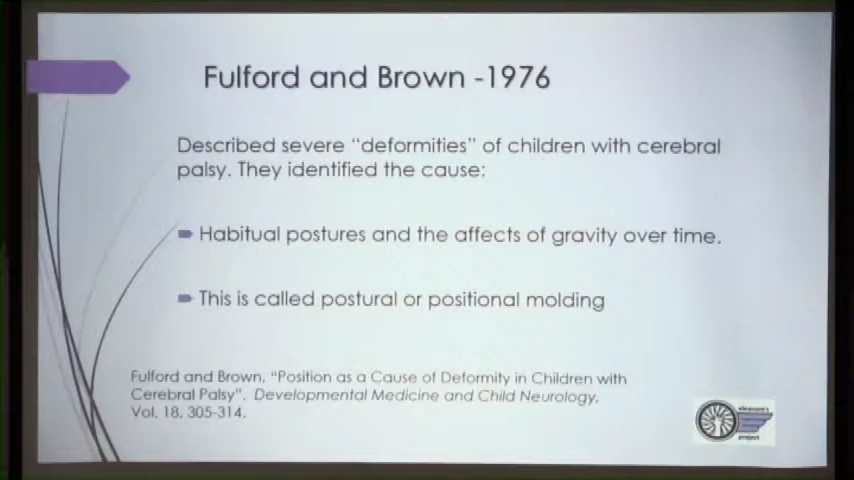 Fulford and Brown -1976
Described severe “deformities” of children with cerebral
palsy. They identified the cause:
Habitual postures and the affects of gravity over time.
This is called postural or positional molding
Fulford and Brown, “Position as a Cause of Deformity in Children with
Cerebral Palsy”. Developmental Medicine and Child Neurology,
Vol. 18, 305-314.
project